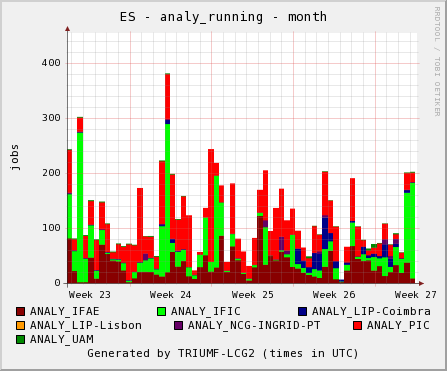 ES - analy_running - month
RRDTOOL / TOBI OETIKER
jobs
400
300
200
100
0
Week 23 Week 24 Week 25 Week 26 Week 27
ANALY_IFAE ANALY_IFIC ANALY_LIP-Coimbra
ANALY_LIP-Lisbon ANALY_NCG-INGRID-PT ANALY_PIC
ANALY_UAM
Generated by TRIUMF-LCG2 (times in UTC)